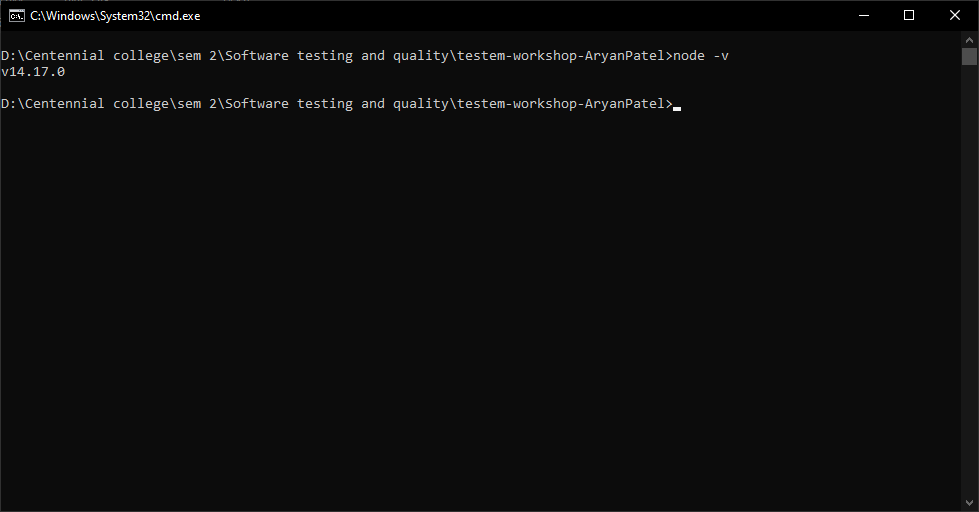 C:\Windows\System32\cmd.exe
D:\Centennial college\sem 2\Software testing and quality\testem-workshop-AryanPatel>node -v
v14.17.0
D:\Centennial college\sem 2\Software testing and quality\testem-workshop-AryanPatel>